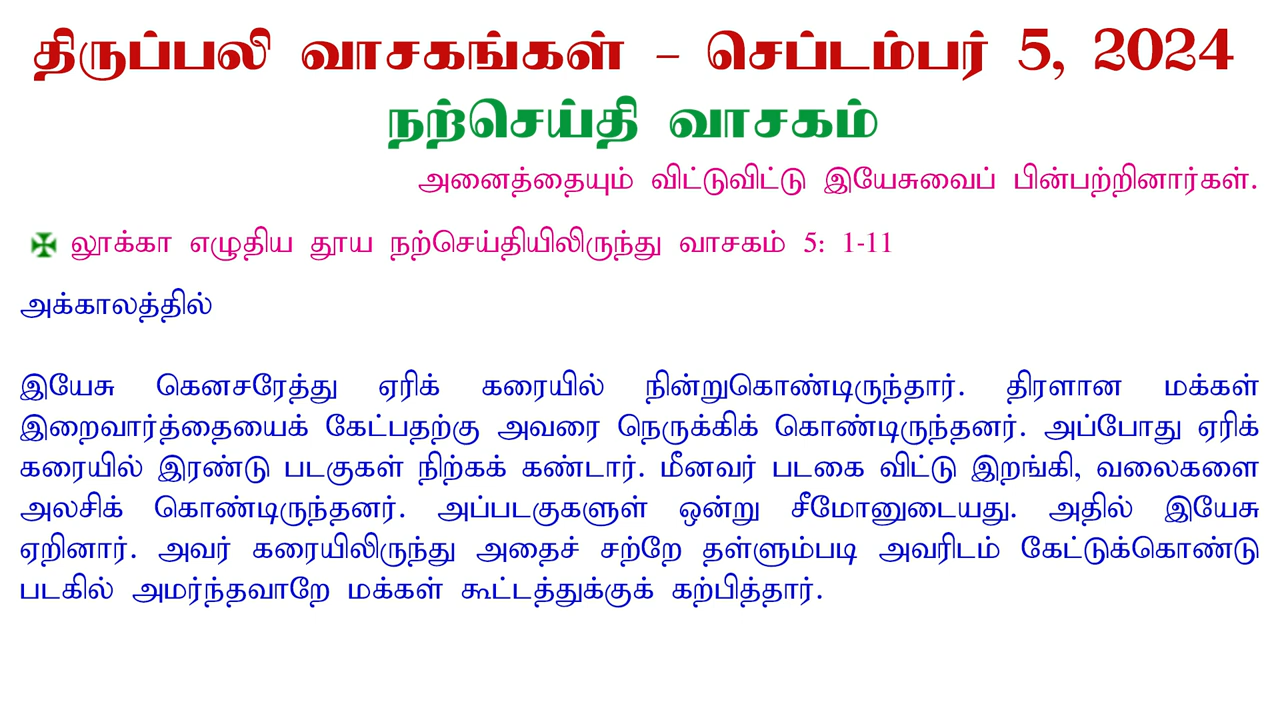 திருப்பலி வாசகங்கள் – செப்டம்பர் 5, 2024
நற்செய்தி வாசகம்
அனைத்தையும் விட்டுவிட்டு இயேசுவைப் பின்பற்றினார்கள்.
✠ லூக்கா எழுதிய தூய நற்செய்தியிலிருந்து வாசகம் 5: 1-11
அக்காலத்தில்
இயேசு கெனசரேத்து ஏரிக் கரையில் நின்றுகொண்டிருந்தார். திரளான மக்கள்
இறைவார்த்தையைக் கேட்பதற்கு அவரை நெருக்கிக் கொண்டிருந்தனர். அப்போது ஏரிக்
கரையில் இரண்டு படகுகள் நிற்கக் கண்டார். மீனவர் படகை விட்டு இறங்கி, வலைகளை
அலசிக் கொண்டிருந்தனர். அப்படகுகளுள் ஒன்று சீமோனுடையது. அதில் இயேசு
ஏறினார். அவர் கரையிலிருந்து அதைச் சற்றே தள்ளும்படி அவரிடம் கேட்டுக்கொண்டு
படகில் அமர்ந்தவாறே மக்கள் கூட்டத்துக்குக் கற்பித்தார்.